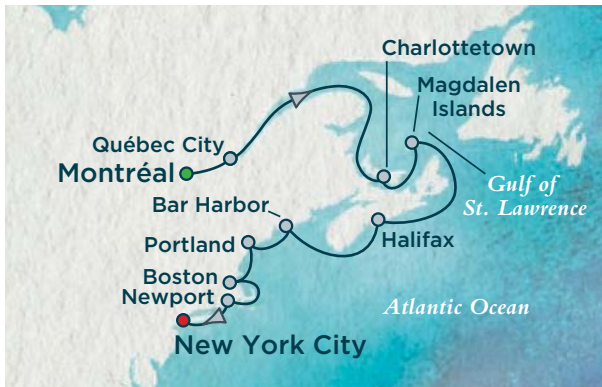 Charlottetown
Magdalen
Islands
Québec City
Montréal
Gulf of
St. Lawrence
Bar Harbor
Portland
Halifax
Boston
Newport
Atlantic Ocean
New York City